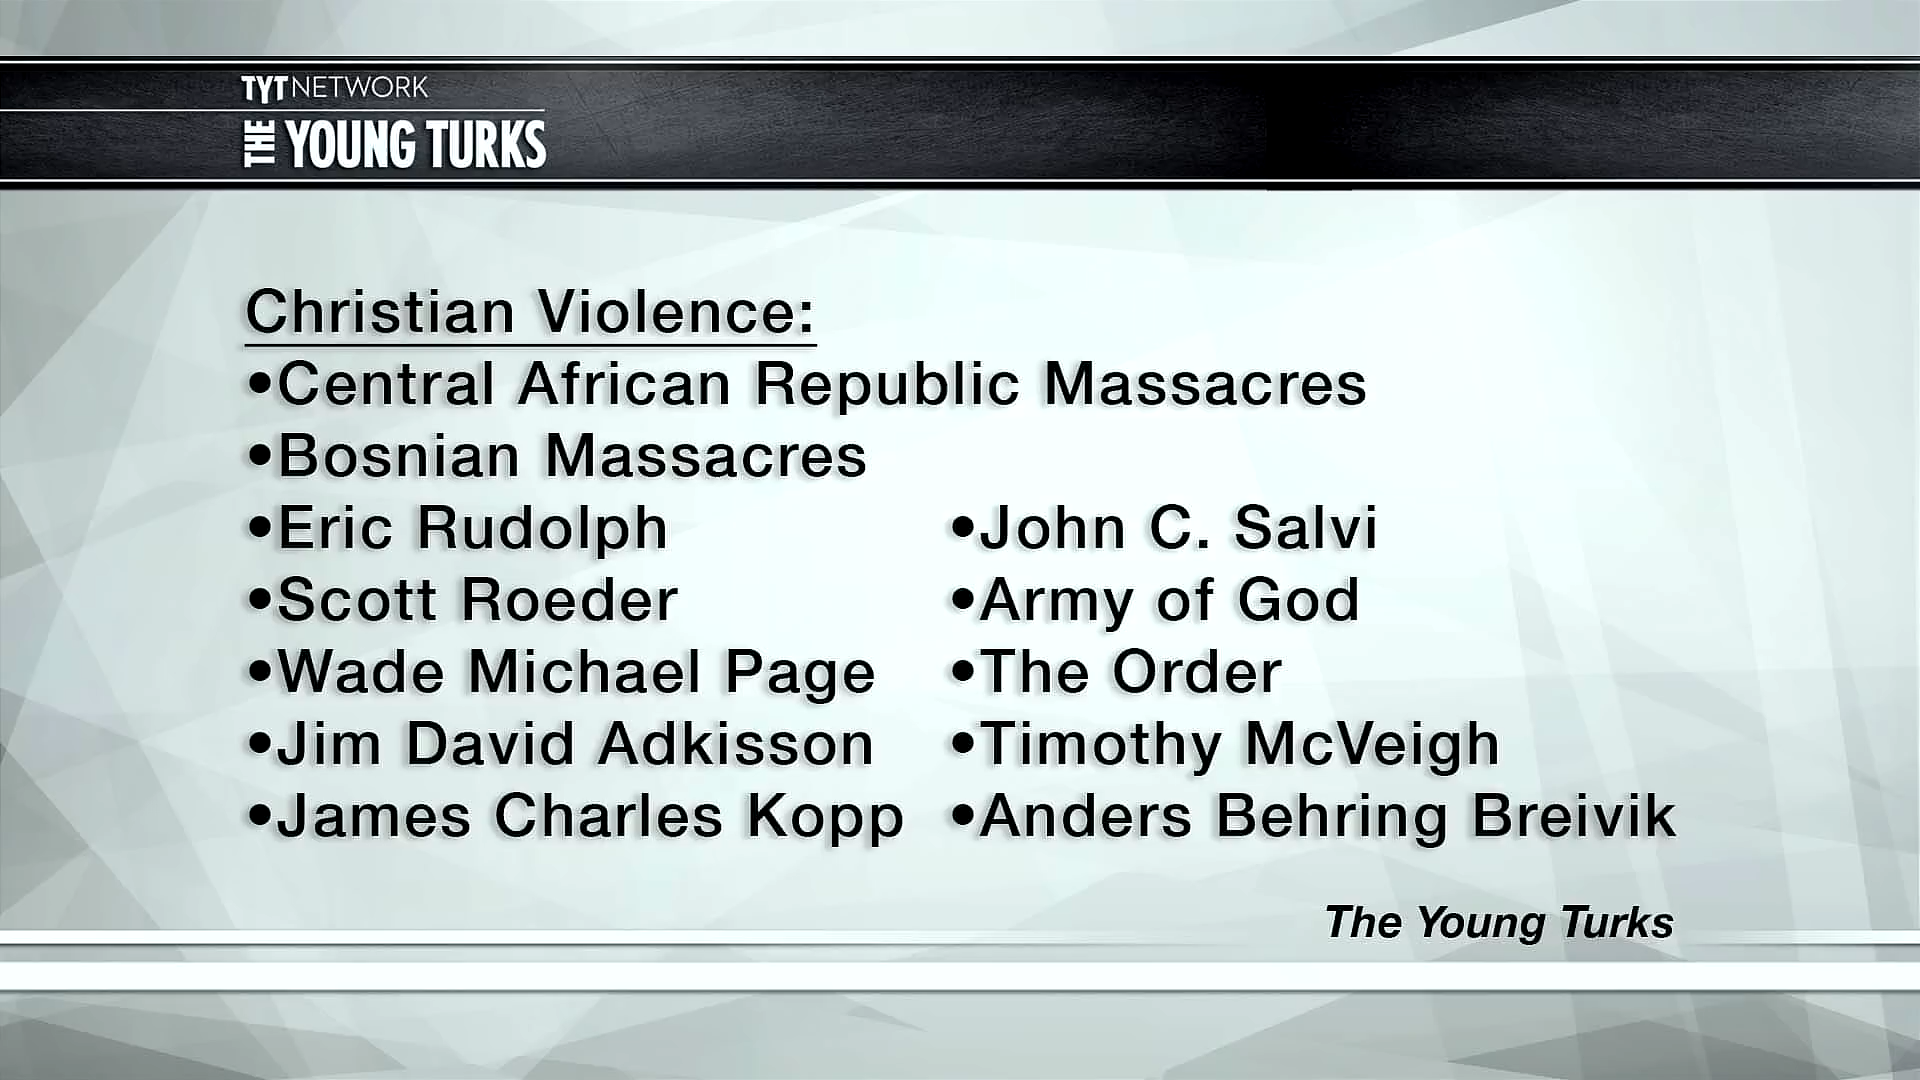 TYT NETWORK
THE YOUNG TURKS
Christian Violence:
•Central African Republic Massacres
•Bosnian Massacres
•Eric Rudolph
•Scott Roeder
•Wade Michael Page
•Jim David Adkisson
•James Charles Kopp
•John C. Salvi
•Army of God
•The Order
•Timothy McVeigh
•Anders Behring Breivik
The Young Turks